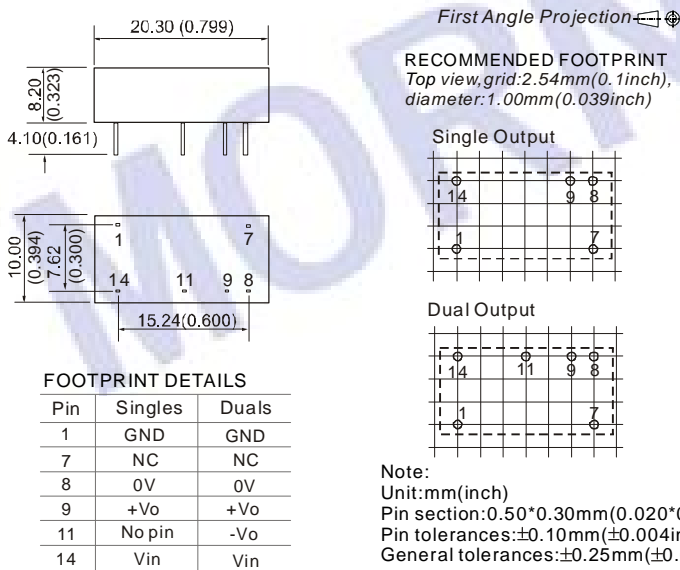 First Angle Projection
20.30 (0.799)
8.20
(0.323)
4.10(0.161)
RECOMMENDED FOOTPRINT
Top view,grid:2.54mm(0.1inch),
diameter:1.00mm(0.039inch)
Single Output
14 9 8
1 7
10.00
(0.394)
7.62
(0.300)
1 7
14 11 9 8
15.24(0.600)
Dual Output
14 11 9 8
1 7
FOOTPRINT DETAILS
Pin Singles Duals
1 GND GND
7 NC NC
8 0V 0V
9 +Vo +Vo
11 No pin -Vo
14 Vin Vin
Note:
Unit:mm(inch)
Pin section:0.50*0.30mm(0.020*0
Pin tolerances:±0.10mm(±0.004in
General tolerances:±0.25mm(±0.
MOR